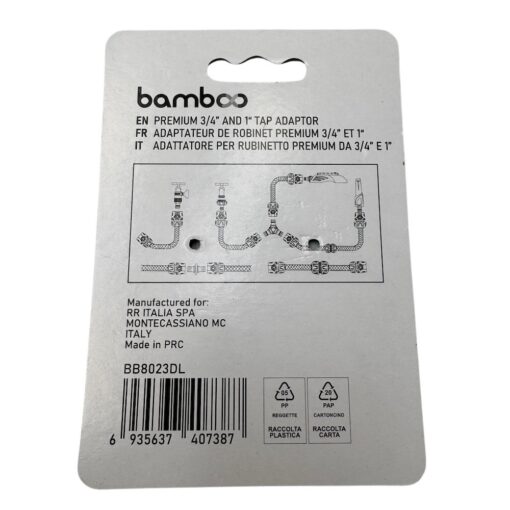 bamboo
EN PREMIUM 3/4" AND 1" TAP ADAPTOR
FR ADAPTATEUR DE ROBINET PREMIUM 3/4" ET 1"
IT ADATTATORE PER RUBINETTO PREMIUM DA 3/4" E 1"
Manufactured for:
RR ITALIA SPA
MONTECASSIANO MC
ITALY
Made in PRC
BB8023DL
6 935637 407387
05
PP
REGGETTE
RACCOLTA
PLASTICA
20
PAP
CARTONCINO
RACCOLTA
CARTA